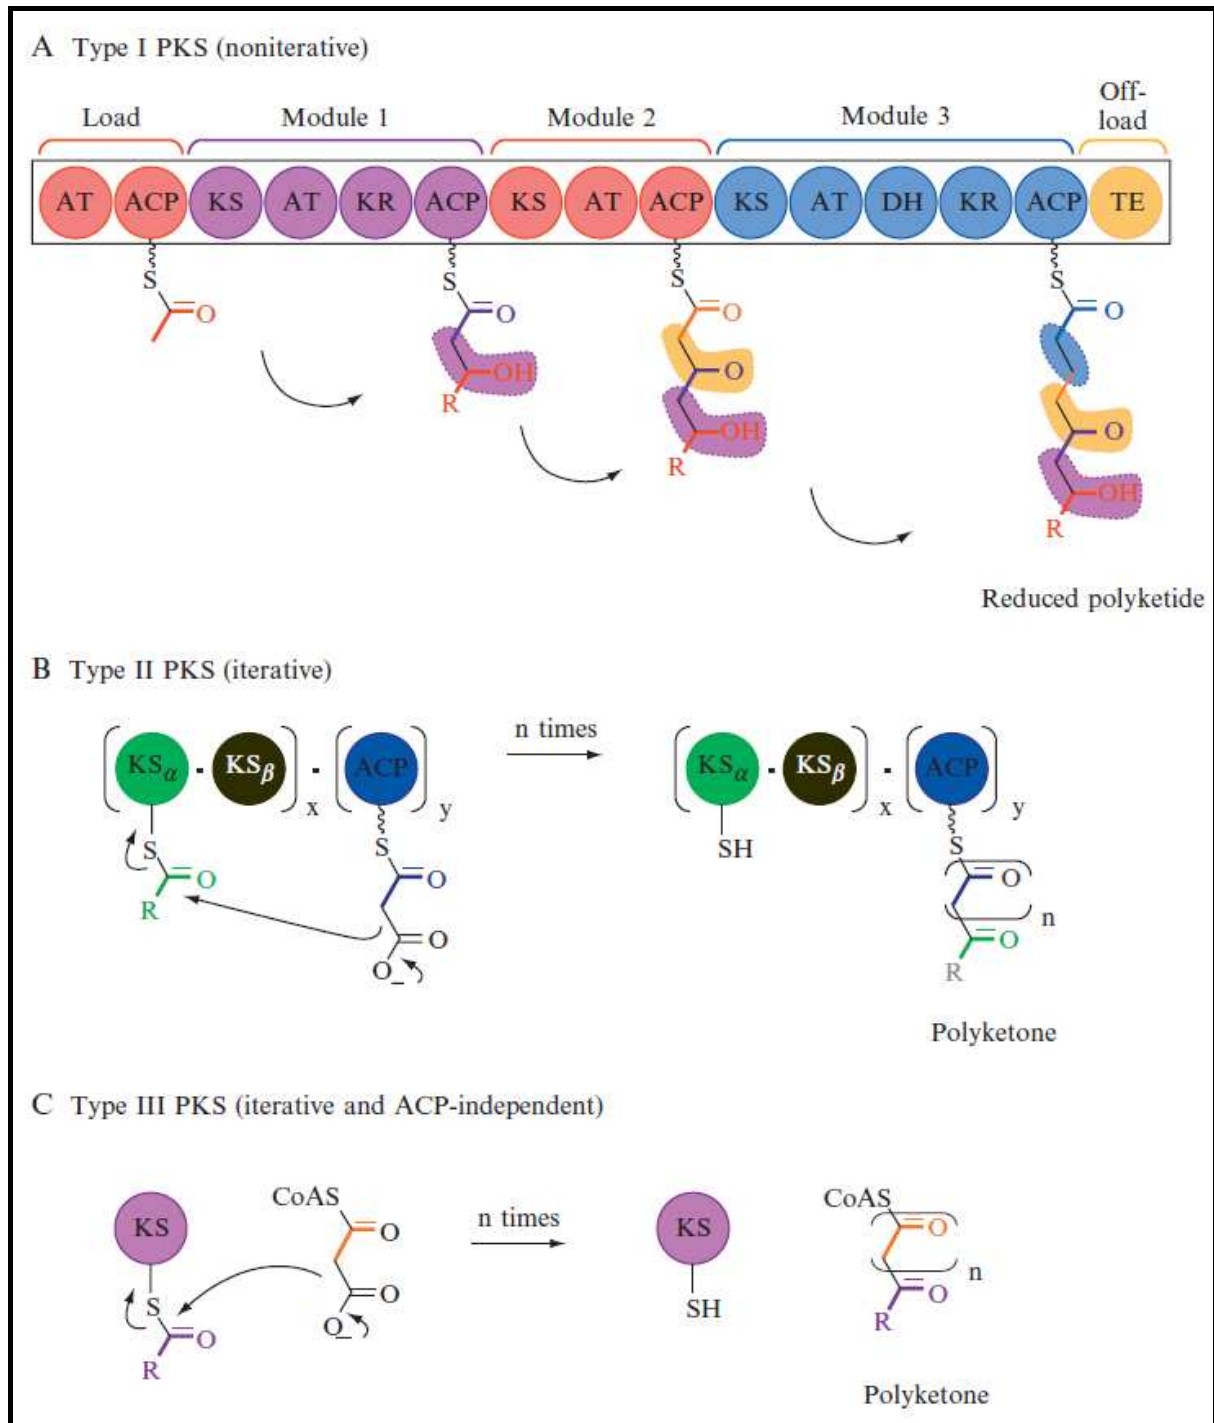 A Type I PKS (noniterative)
Off-
load
Load Module 1 Module 2 Module 3
AT ACP KS AT KR ACP KS AT ACP KS AT DH KR ACP TE
S S S S
O O O O
OH O O
R OH OH
R R
Reduced polyketide
B Type II PKS (iterative)
n times
KSα · KSβ x · ACP y KSα · KSβ x · ACP y
S S SH S
O O O n
R O O
O− R
Polyketone
C Type III PKS (iterative and ACP-independent)
CoAS CoAS
KS O n times KS O n
S O SH O
O O− R
R
Polyketone